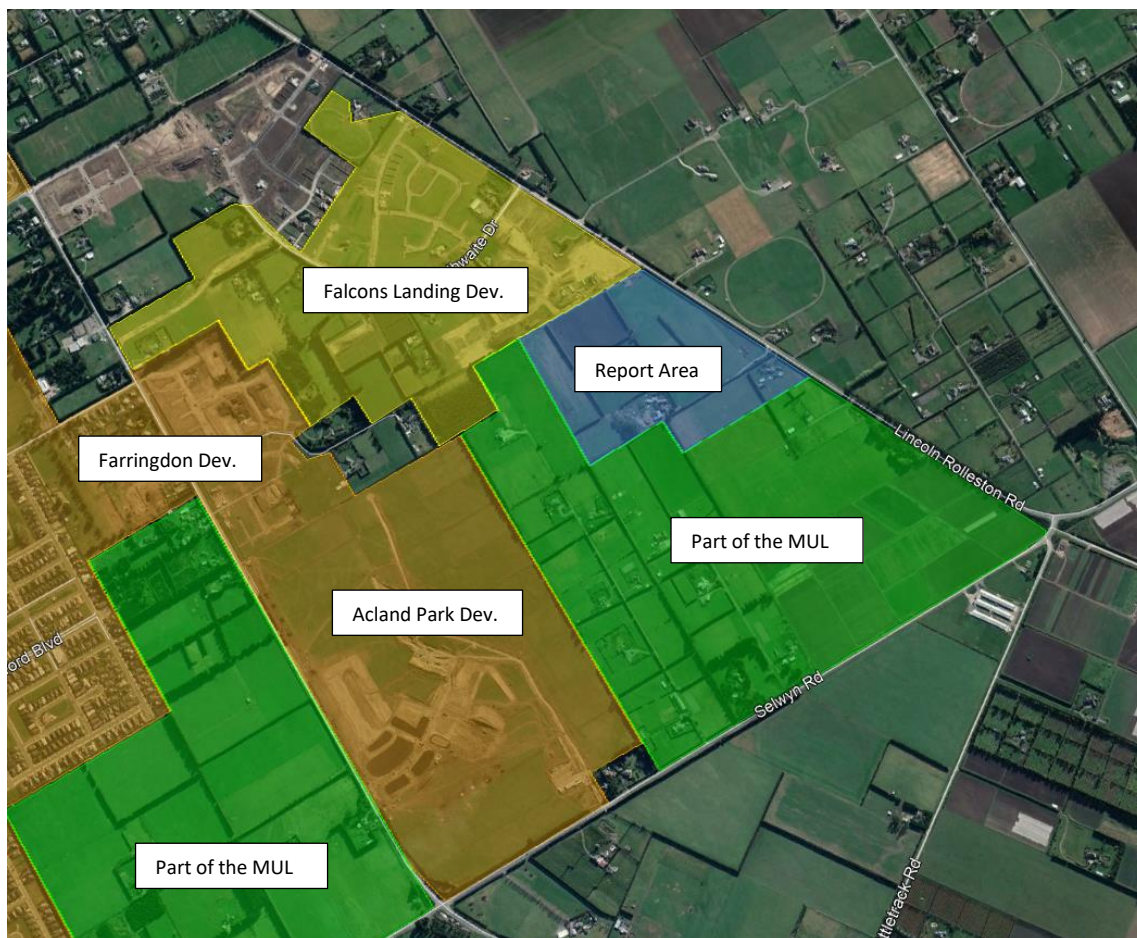 Falcons Landing Dev.
Report Area
Farringdon Dev.
Lincoln Rolleston Rd
Part of the MUL
Acland Park Dev.
Selwyn Rd
Part of the MUL